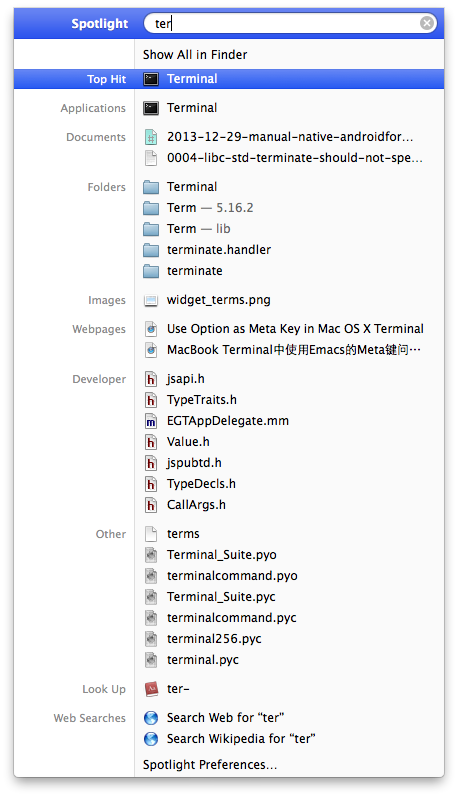 Spotlight ter
Show All in Finder
Top Hit Terminal
Applications Terminal
Documents 2013-12-29-manual-native-androidfor…
0004-libc-std-terminate-should-not-spe…
Folders Terminal
Term — 5.16.2
Term — lib
terminate.handler
terminate
Images widget_terms.png
Webpages Use Option as Meta Key in Mac OS X Terminal
MacBook Terminal中使用Emacs的Meta键问…
Developer jsapi.h
TypeTraits.h
EGTAppDelegate.mm
Value.h
jspubtd.h
TypeDecls.h
CallArgs.h
Other terms
Terminal_Suite.pyo
terminalcommand.pyo
Terminal_Suite.pyc
terminalcommand.pyc
terminal256.pyc
terminal.pyc
Look Up ter-
Web Searches Search Web for “ter”
Search Wikipedia for “ter”
Spotlight Preferences…